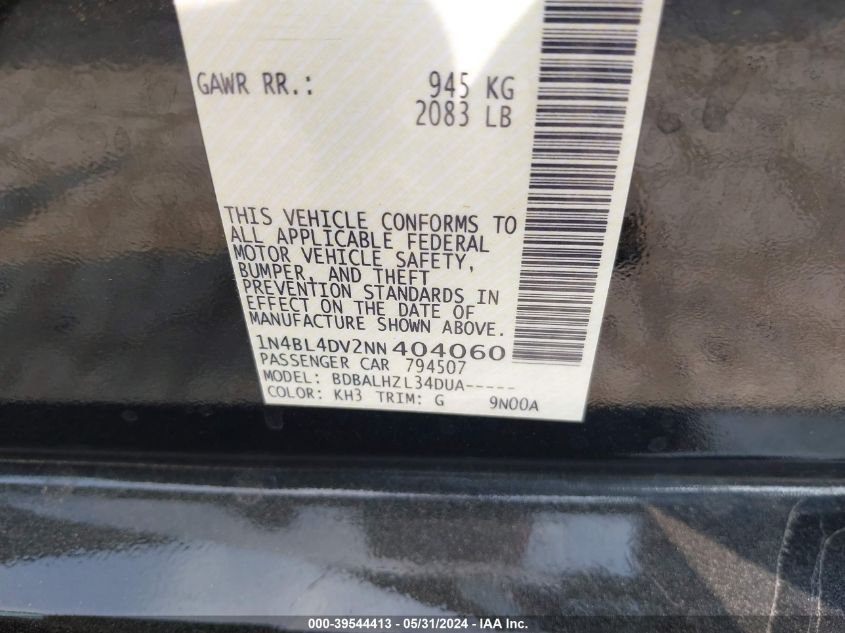 GAWR RR.: 945 KG
2083 LB
THIS VEHICLE CONFORMS TO
ALL APPLICABLE FEDERAL
MOTOR VEHICLE SAFETY,
BUMPER, AND THEFT
PREVENTION STANDARDS IN
EFFECT ON THE DATE OF
MANUFACTURE SHOWN ABOVE.
1N4BL4DV2NN404060
PASSENGER CAR 794507
MODEL: BDBALHZL34DUA-----
COLOR: KH3 TRIM: G 9N00A
000-39544413 - 05/31/2024 - IAA Inc.